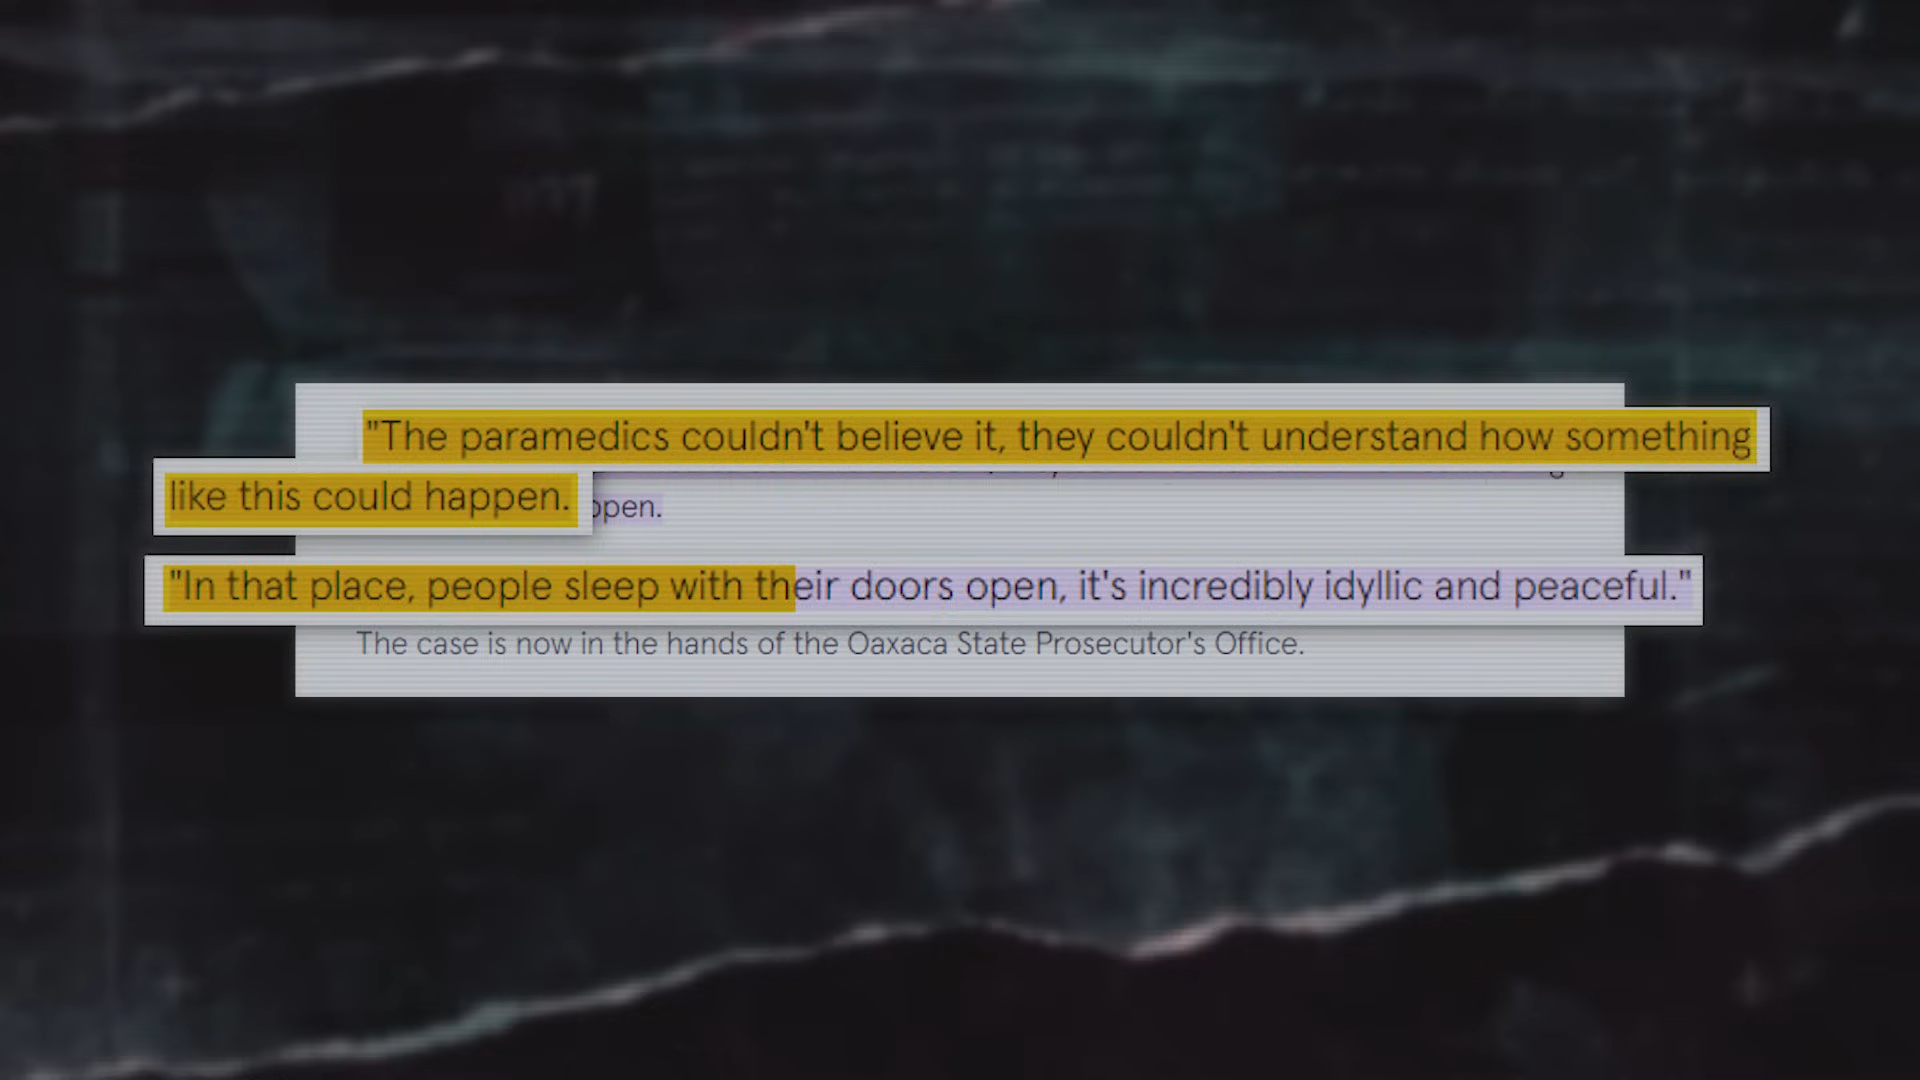 "The paramedics couldn't believe it, they couldn't understand how something
like this could happen.
open.
"In that place, people sleep with their doors open, it's incredibly idyllic and peaceful."
The case is now in the hands of the Oaxaca State Prosecutor's Office.